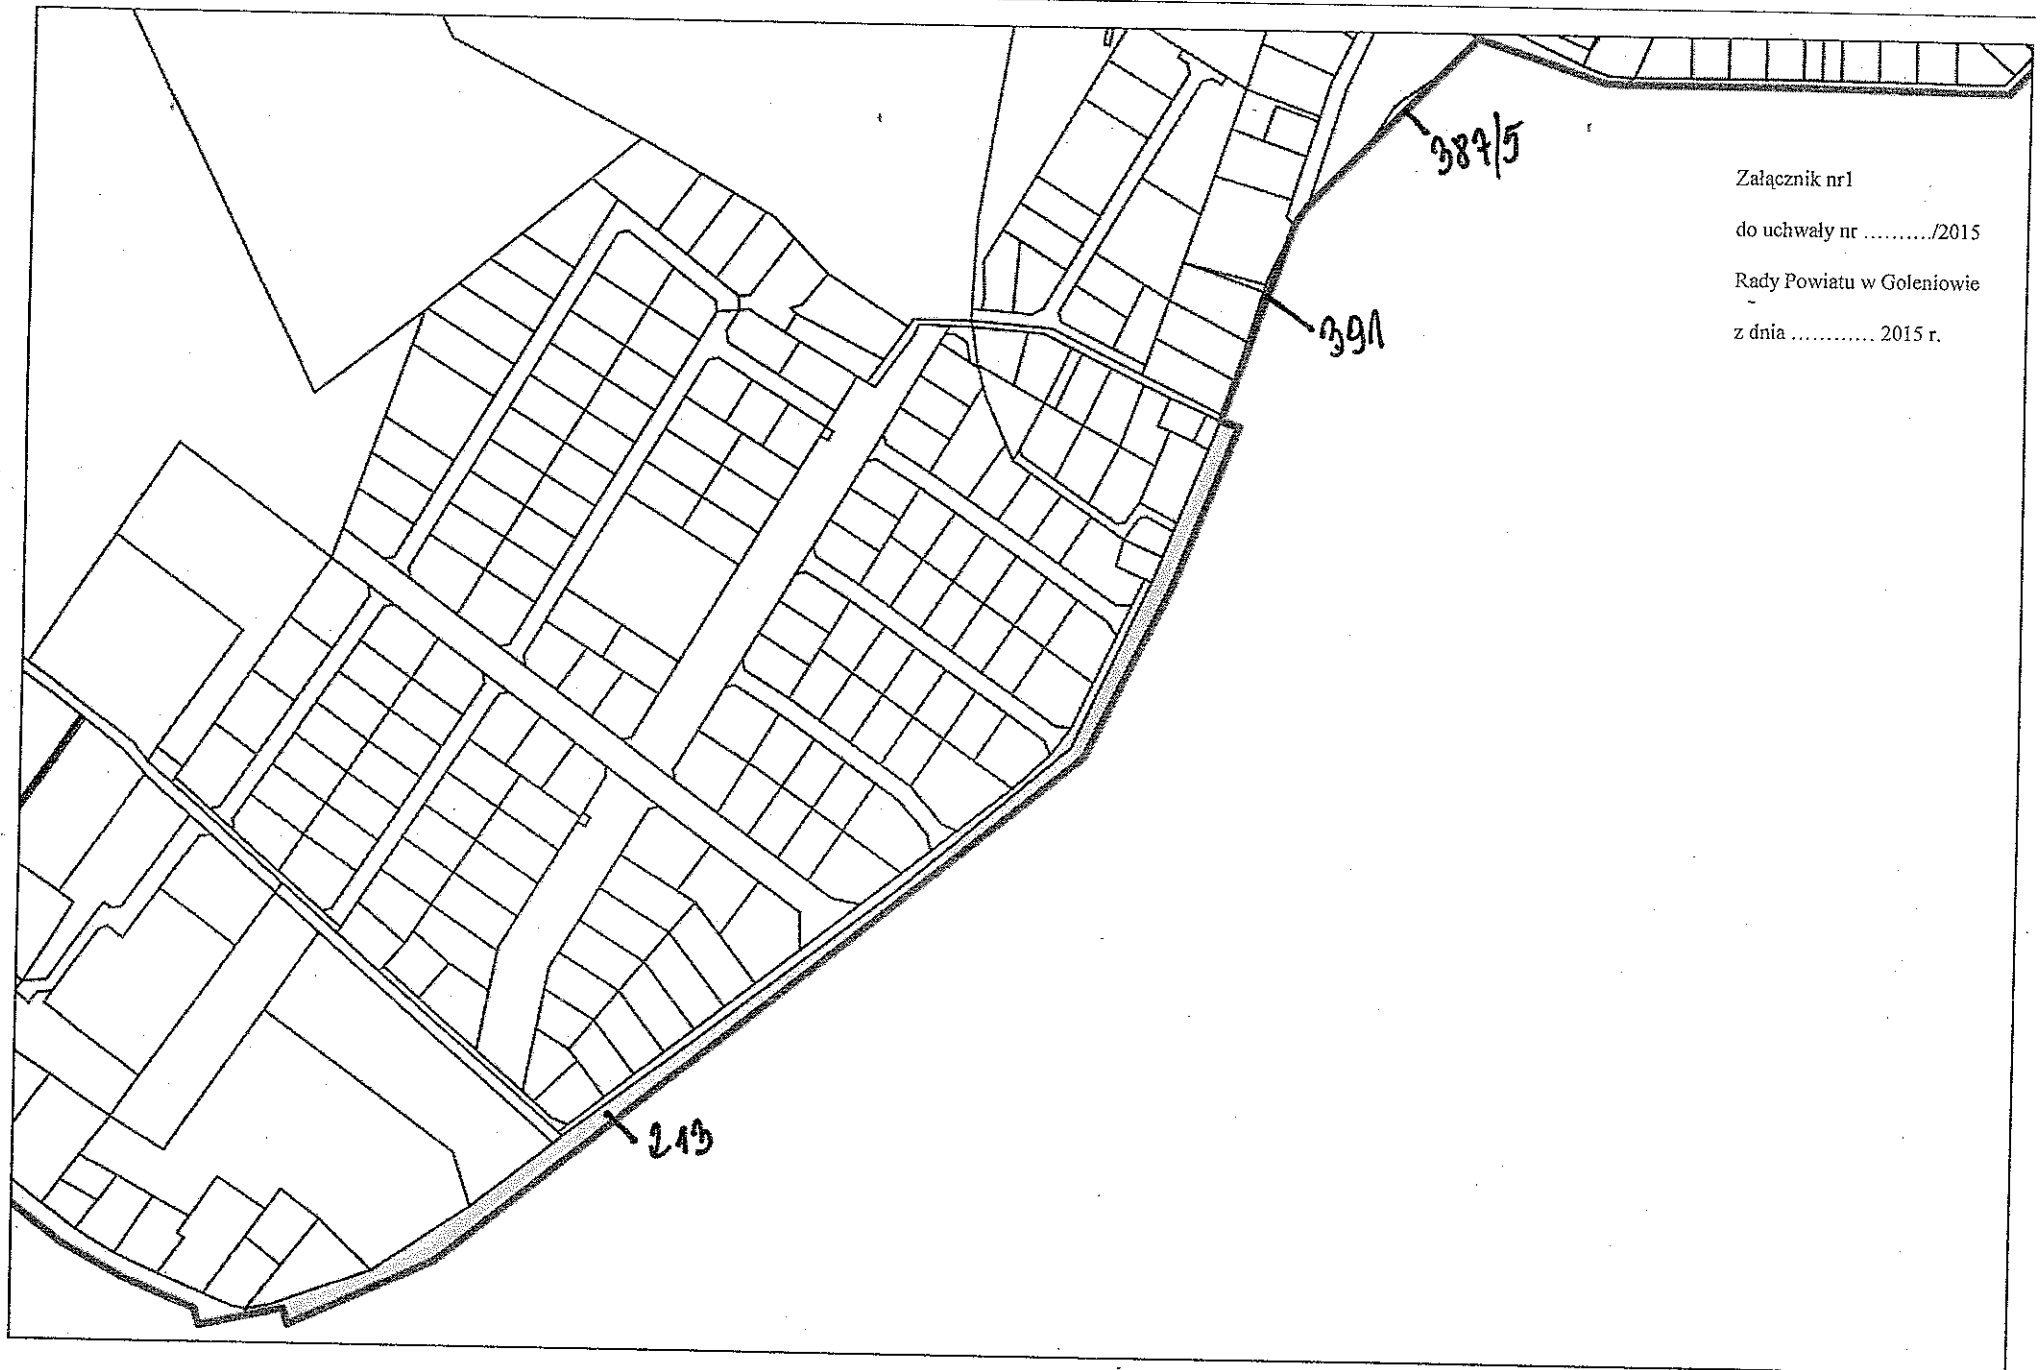 387/5
Załącznik nr1
do uchwały nr ........../2015
Rady Powiatu w Goleniowie
z dnia ............ 2015 r.
391
213